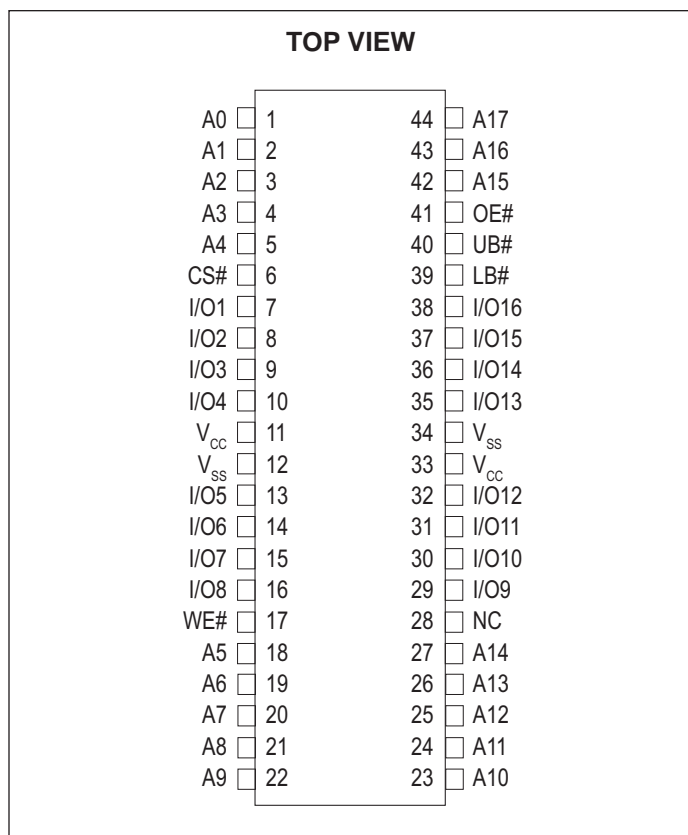 TOP VIEW
A0 1 44 A17
A1 2 43 A16
A2 3 42 A15
A3 4 41 OE#
A4 5 40 UB#
CS# 6 39 LB#
I/O1 7 38 I/O16
I/O2 8 37 I/O15
I/O3 9 36 I/O14
I/O4 10 35 I/O13
VCC 11 34 VSS
VSS 12 33 VCC
I/O5 13 32 I/O12
I/O6 14 31 I/O11
I/O7 15 30 I/O10
I/O8 16 29 I/O9
WE# 17 28 NC
A5 18 27 A14
A6 19 26 A13
A7 20 25 A12
A8 21 24 A11
A9 22 23 A10